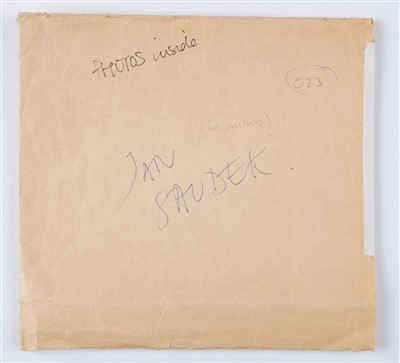 PHOTOS inside
023
JAN
SAUDEK